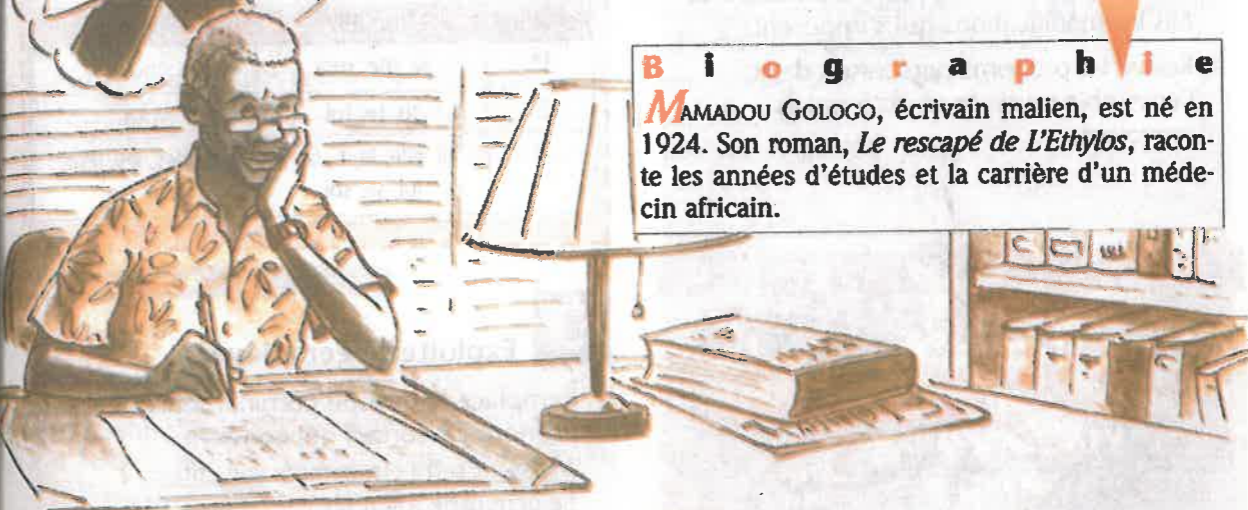 Biographie
MAMADOU GOLOGO, écrivain malien, est né en
1924. Son roman, Le rescapé de L'Ethylos, racon-
te les années d'études et la carrière d'un méde-
cin africain.